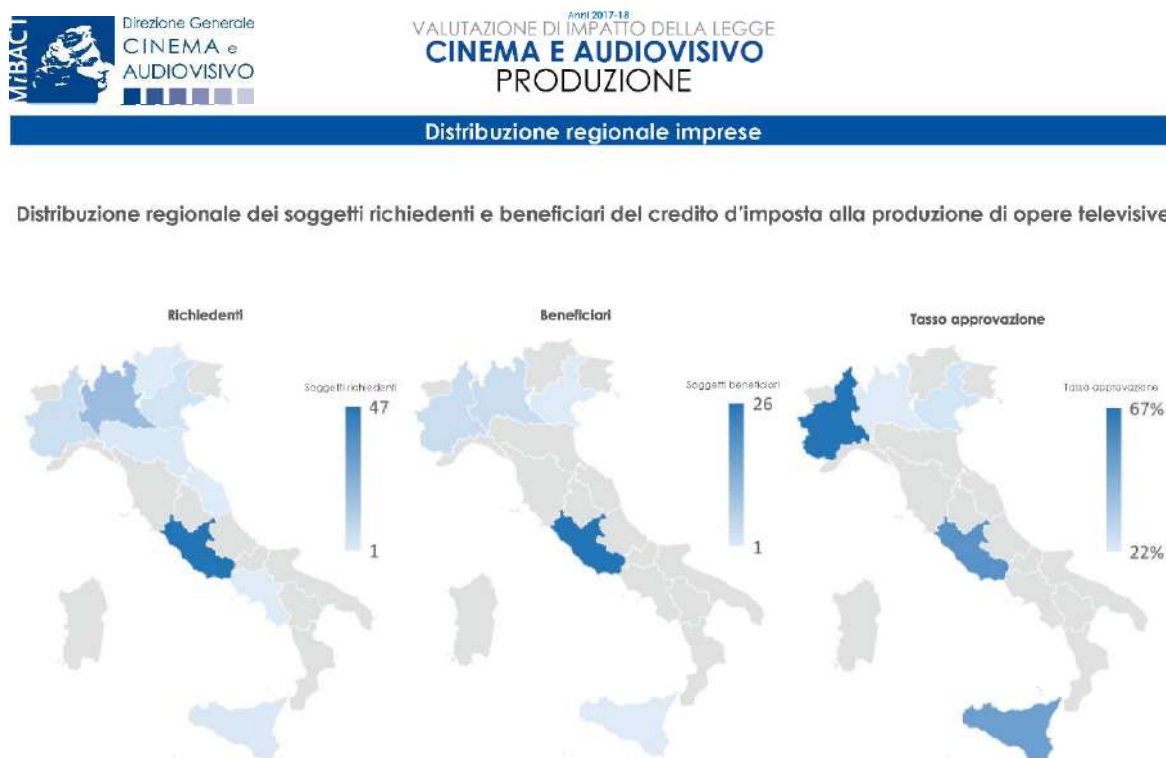 MiBACT
Direzione Generale
CINEMA e
AUDIOVISIVO
Anni 2017-18
VALUTAZIONE DI IMPATTO DELLA LEGGE
CINEMA E AUDIOVISIVO
PRODUZIONE
Distribuzione regionale imprese
Distribuzione regionale dei soggetti richiedenti e beneficiari del credito d'imposta alla produzione di opere televisive
Richiedenti
Soggetti richiedenti
47
1
Beneficiari
Soggetti beneficiari
26
1
Tasso approvazione
Tasso approvazione
67%
22%